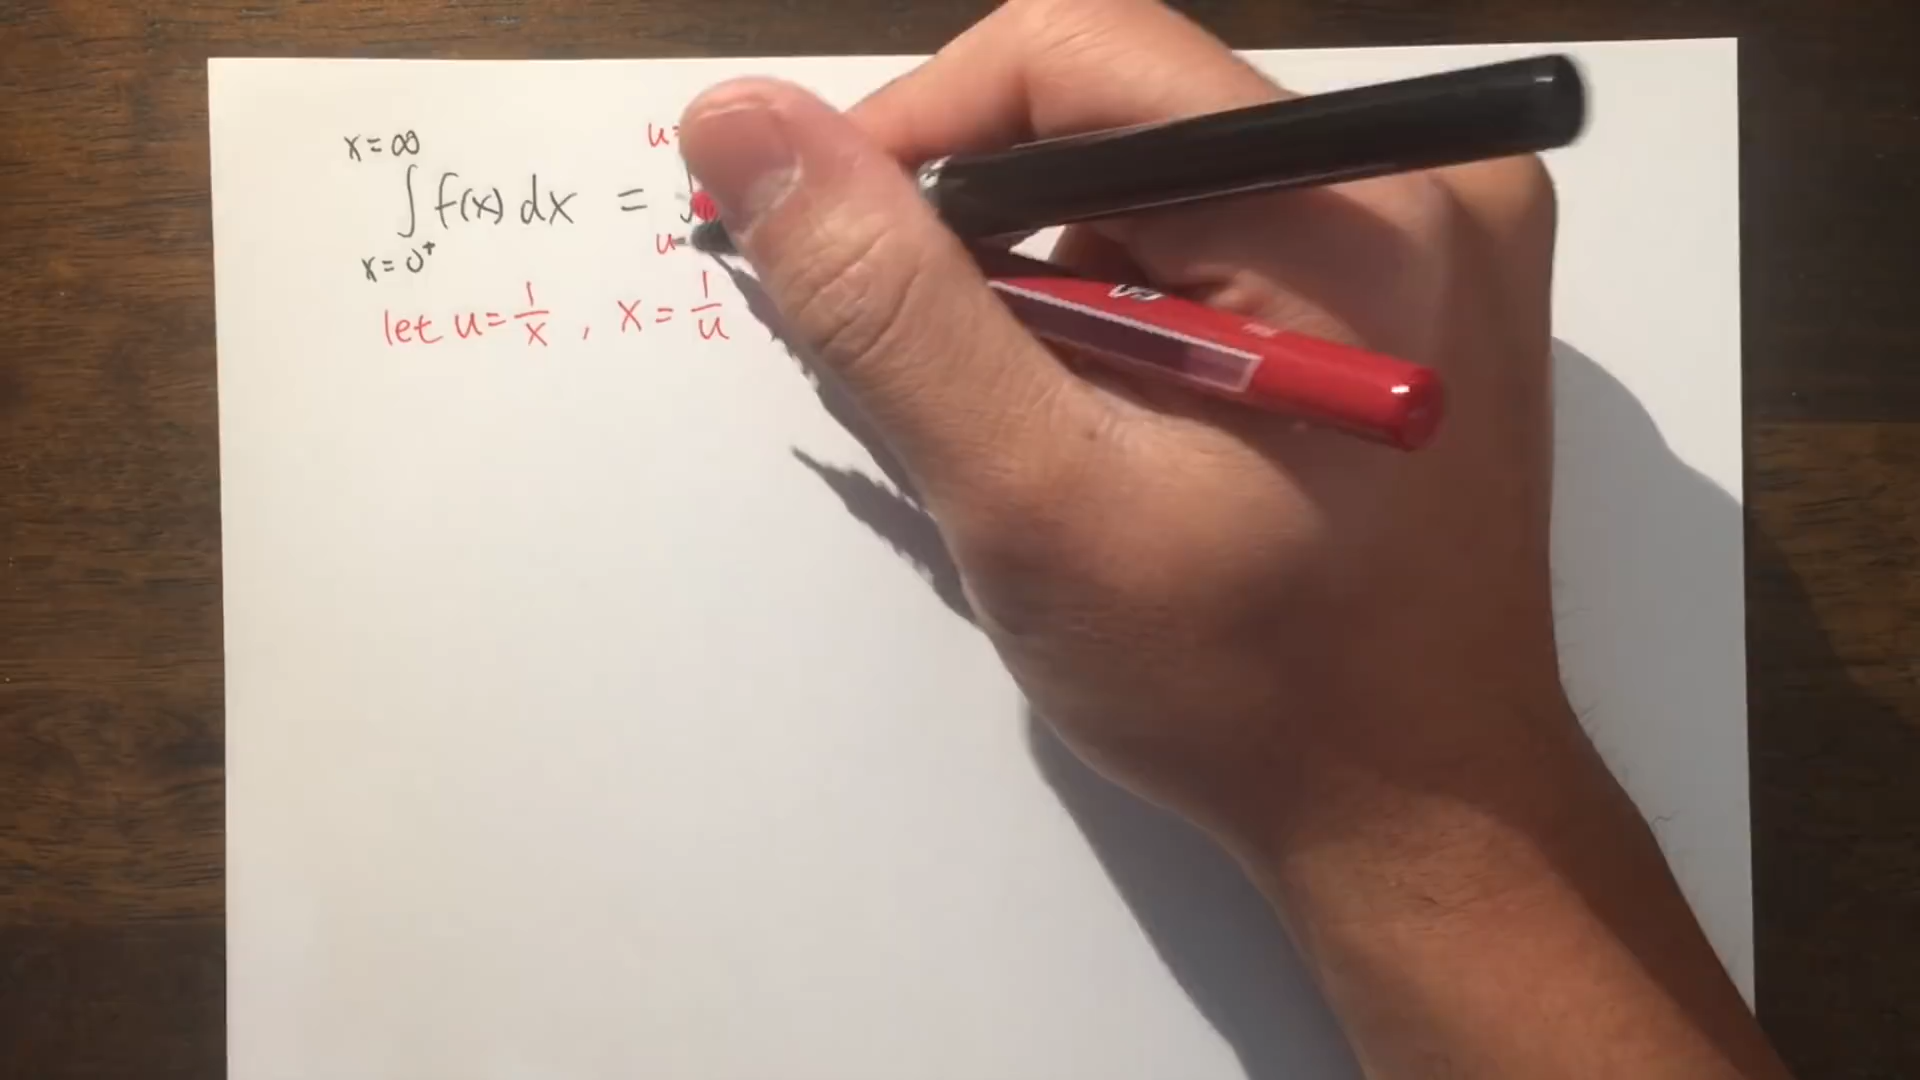 x = ∞ u=
∫ f(x) dx = ∫
x = 0⁺ u=
let u = 1/x , x = 1/u